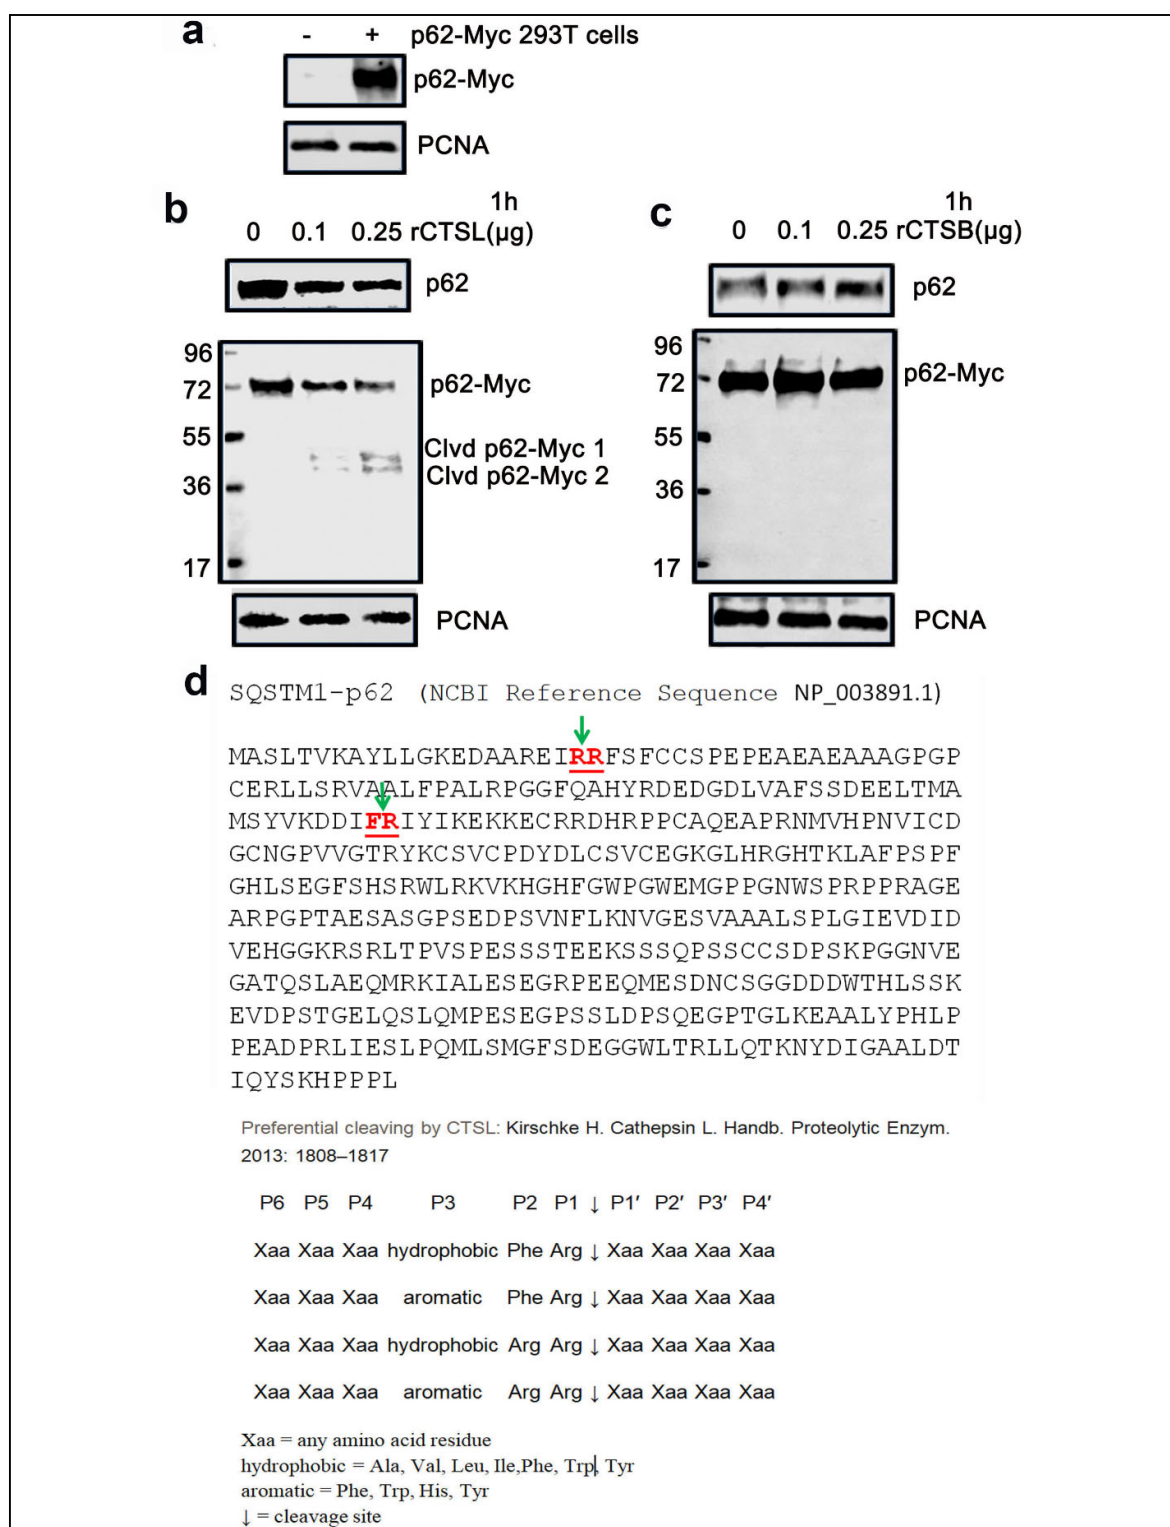 a
- + p62-Myc 293T cells
p62-Myc
PCNA
b
1h
0 0.1 0.25 rCTSL(µg)
p62
96
72
55
36
17
p62-Myc
Clvd p62-Myc 1
Clvd p62-Myc 2
PCNA
c
1h
0 0.1 0.25 rCTSB(µg)
p62
96
72
55
36
17
p62-Myc
PCNA
d
SQSTM1-p62 (NCBI Reference Sequence NP_003891.1)
MASLTVKAYLLGKEDAAREIRRFSFCCSPEPEAEAEAAAGPGP
CERLLSRVAALFPALRPGGFQAHYRDEDGDLVAFSSDEELTMA
MSYVKDDIFRIYIKEKKECRRDHRPPCAQEAPRNMVHPNVICD
GCNGPVVGTRYKCSVCPDYDLCSVCEGKGLHRGHTKLAFPSPF
GHLSEGFSHSRWLRKVKHGHFGWPGWEMGPPGNWSPRPPRAGE
ARPGPTAESASGPSEDPSVNFLKNVGESVAAALSPLGIEVDID
VEHGGKRSRLTPVSPESSSTEEKSSSQPSSCCSDPSKPGGNVE
GATQSLAEQMRKIALESEGRPEEQMESDNCSGGDDDWTHLSSK
EVDPSTGELQSLQMPESEGPSSLDPSQEGPTGLKEAALYPHLP
PEADPRLIESLPQMLSMGFSDEGGWLTRLLQTKNYDIGAALDT
IQYSKHPPPL
Preferential cleaving by CTSL: Kirschke H. Cathepsin L. Handb. Proteolytic Enzym.
2013: 1808–1817
P6 P5 P4 P3 P2 P1 ↓ P1′ P2′ P3′ P4′
Xaa Xaa Xaa hydrophobic Phe Arg ↓ Xaa Xaa Xaa Xaa
Xaa Xaa Xaa aromatic Phe Arg ↓ Xaa Xaa Xaa Xaa
Xaa Xaa Xaa hydrophobic Arg Arg ↓ Xaa Xaa Xaa Xaa
Xaa Xaa Xaa aromatic Arg Arg ↓ Xaa Xaa Xaa Xaa
Xaa = any amino acid residue
hydrophobic = Ala, Val, Leu, Ile,Phe, Trp, Tyr
aromatic = Phe, Trp, His, Tyr
↓ = cleavage site